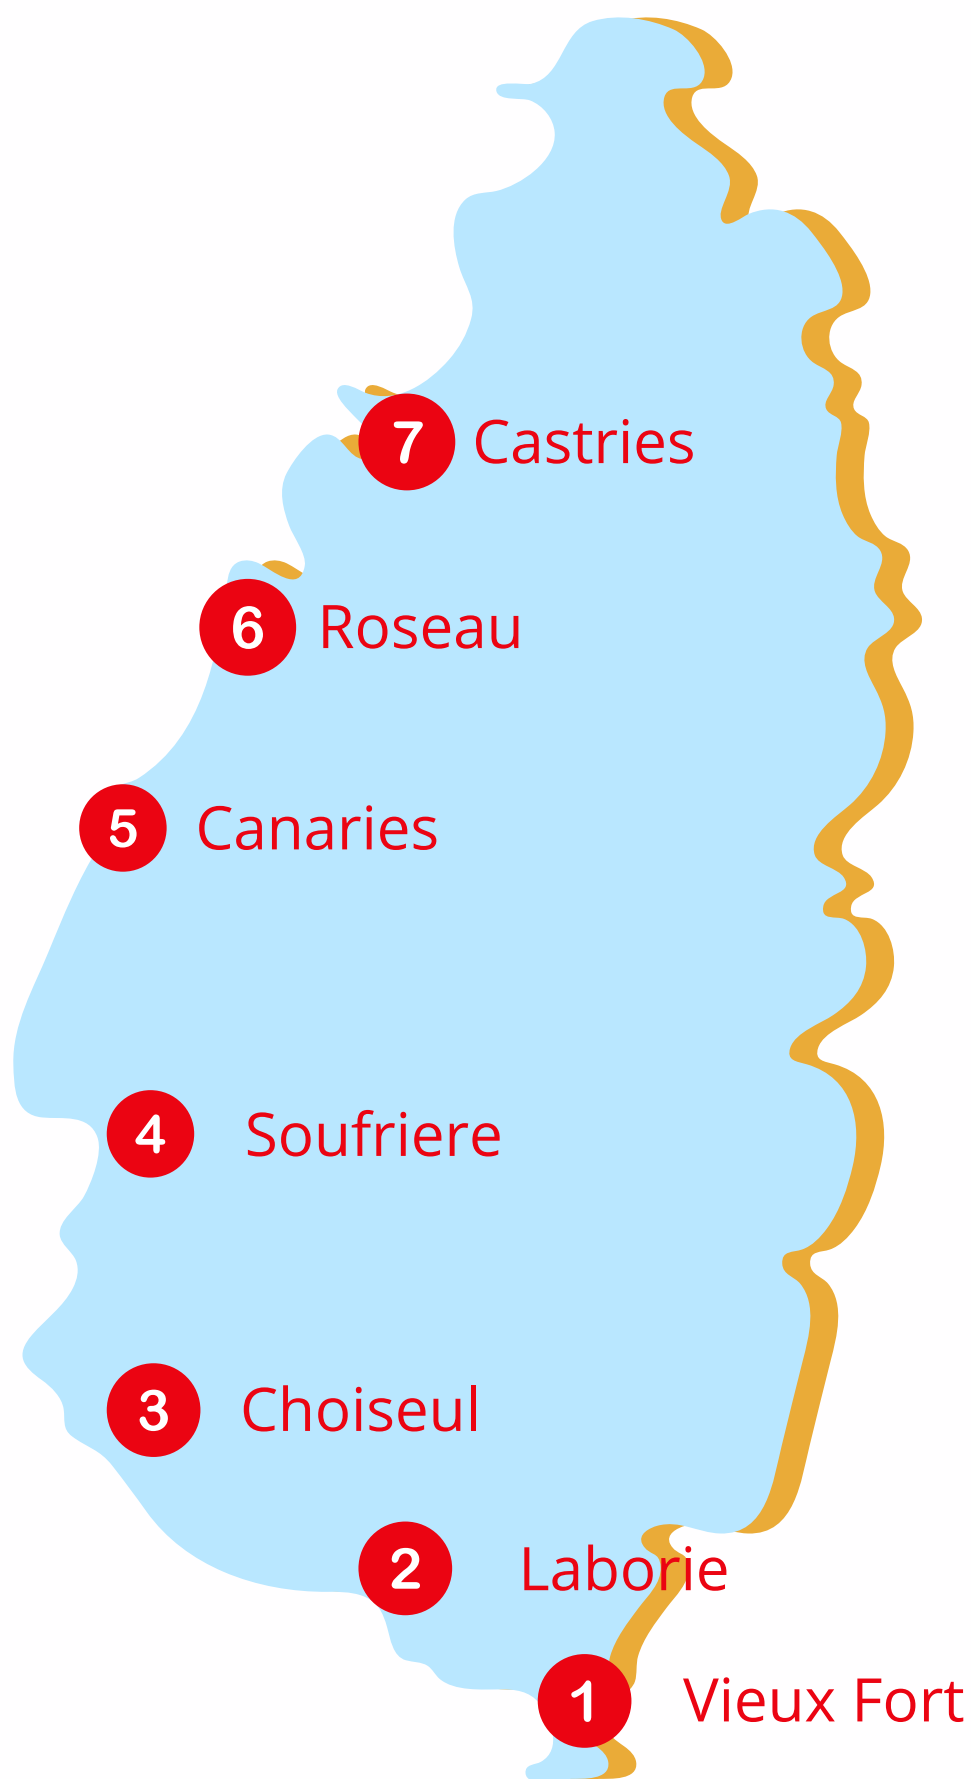 7 Castries
6 Roseau
5 Canaries
4 Soufriere
3 Choiseul
2 Laborie
1 Vieux Fort